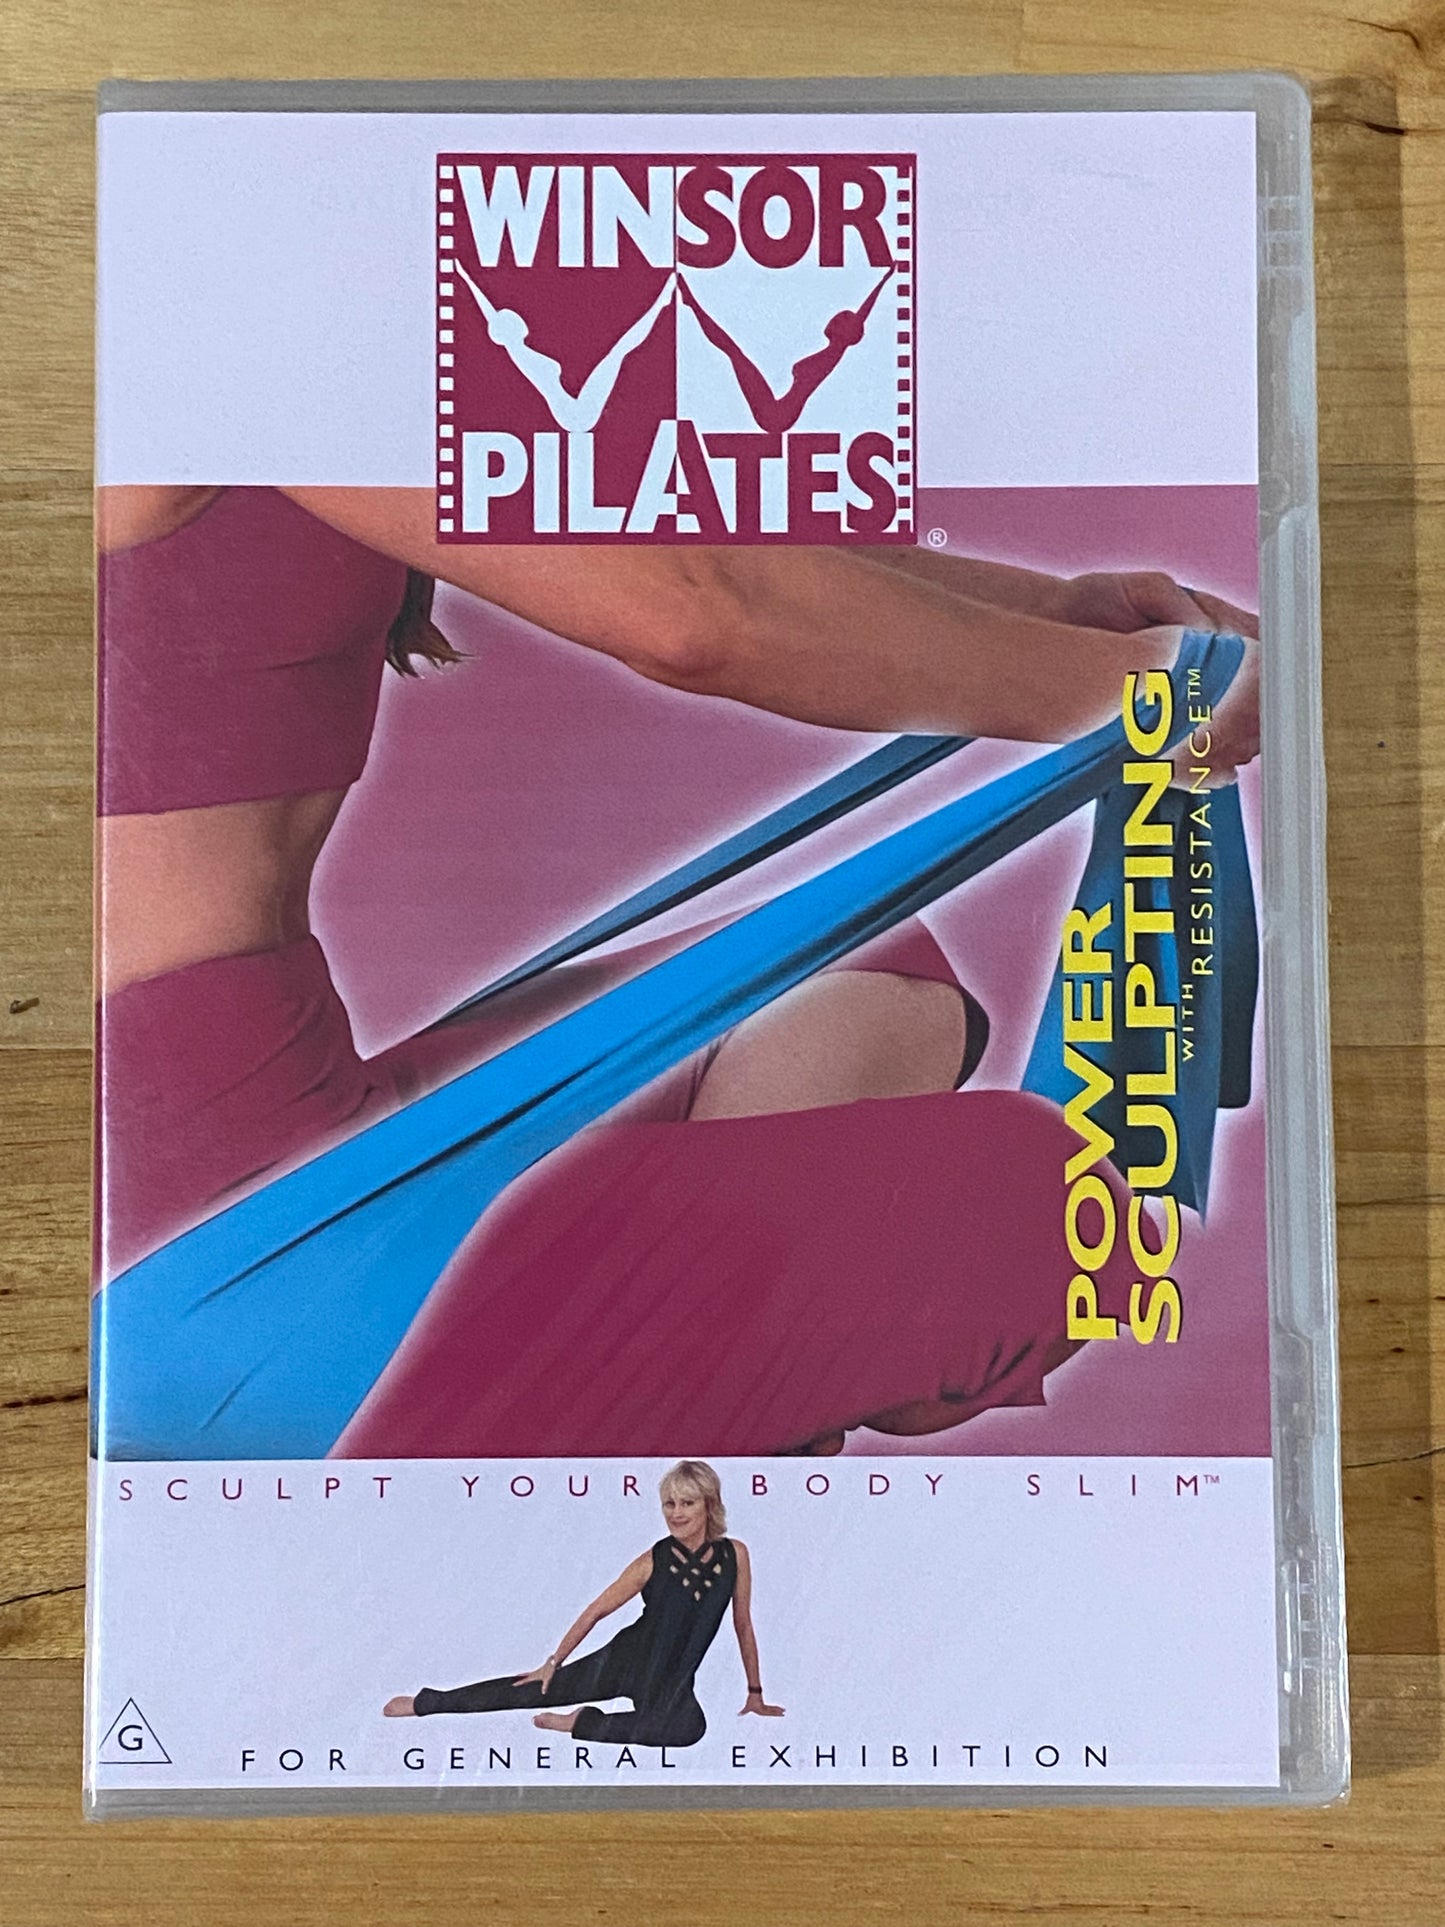 WINSOR
PILATES
®
POWER
SCULPTING
WITH RESISTANCE™
SCULPT YOUR BODY SLIM™
G
FOR GENERAL EXHIBITION